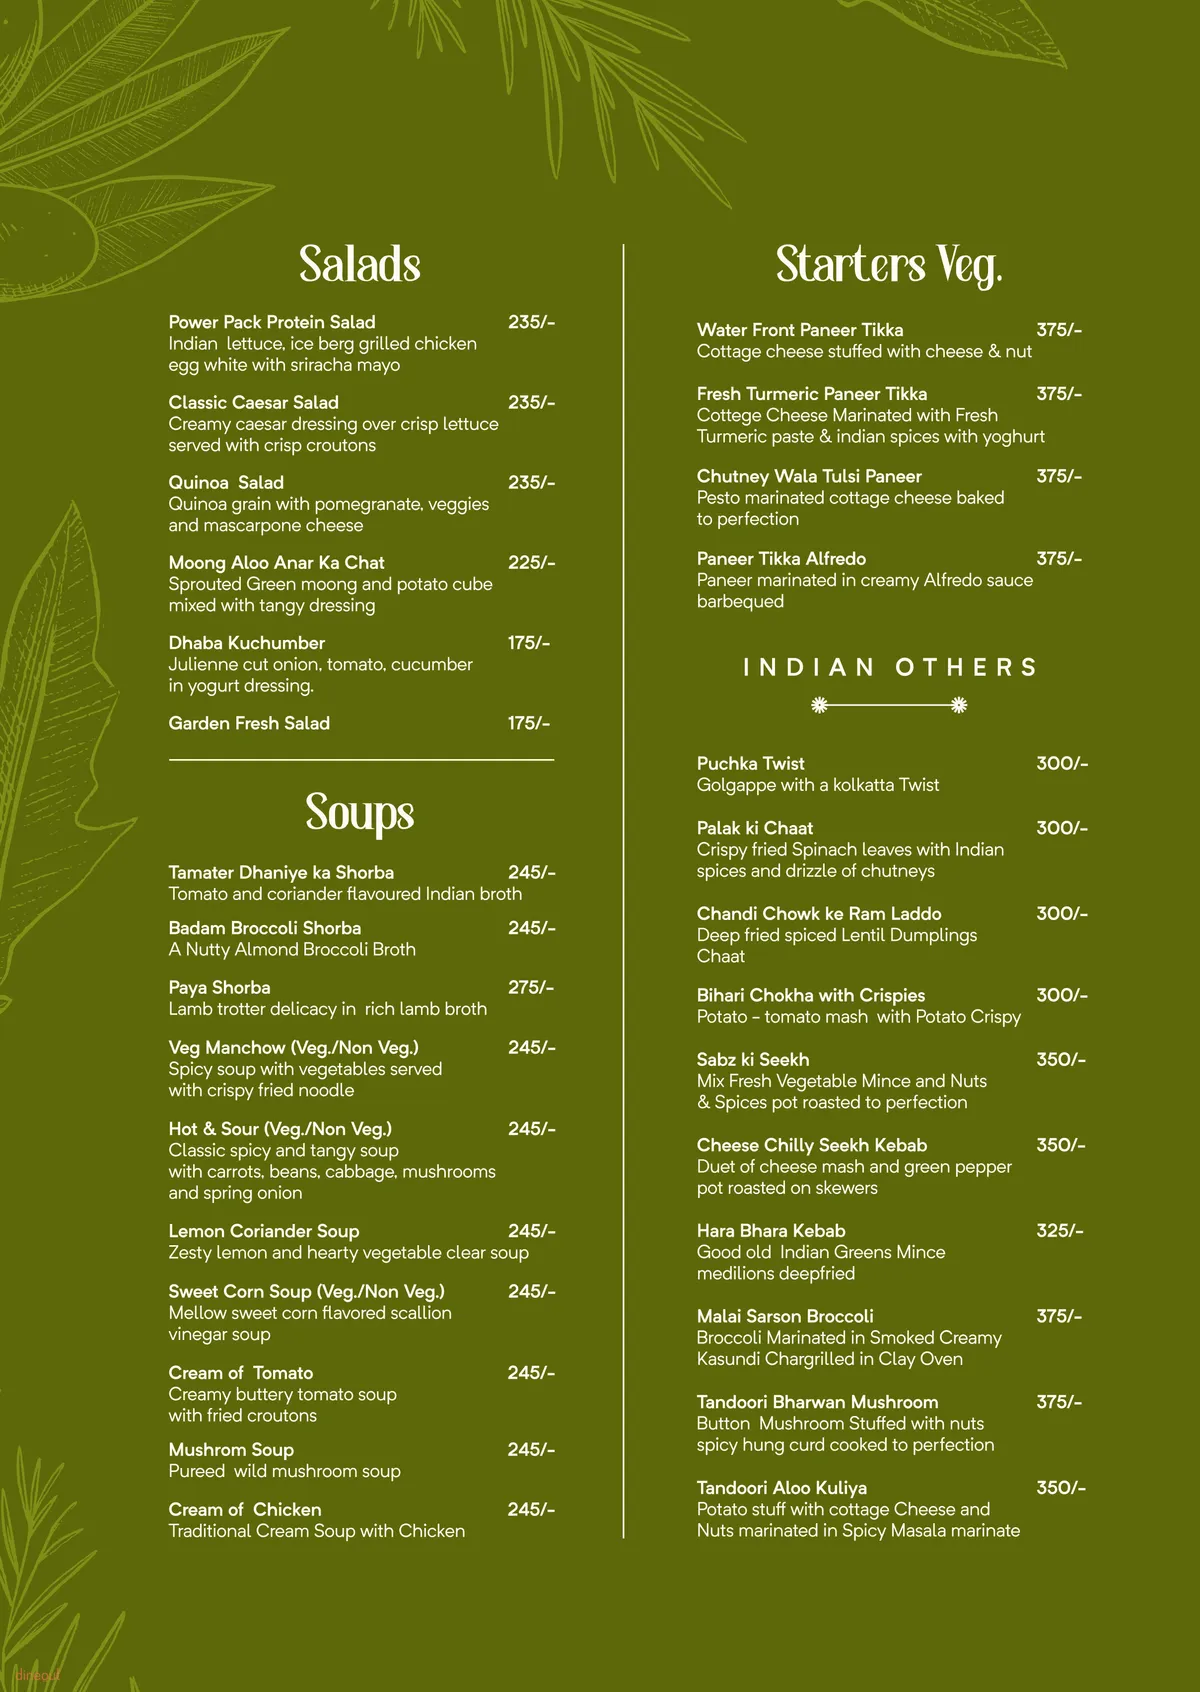 Salads
Power Pack Protein Salad 235/-
Indian lettuce, ice berg grilled chicken
egg white with sriracha mayo
Classic Caesar Salad 235/-
Creamy caesar dressing over crisp lettuce
served with crisp croutons
Quinoa Salad 235/-
Quinoa grain with pomegranate, veggies
and mascarpone cheese
Moong Aloo Anar Ka Chat 225/-
Sprouted Green moong and potato cube
mixed with tangy dressing
Dhaba Kuchumber 175/-
Julienne cut onion, tomato, cucumber
in yogurt dressing.
Garden Fresh Salad 175/-
Soups
Tamater Dhaniye ka Shorba 245/-
Tomato and coriander flavoured Indian broth
Badam Broccoli Shorba 245/-
A Nutty Almond Broccoli Broth
Paya Shorba 275/-
Lamb trotter delicacy in rich lamb broth
Veg Manchow (Veg./Non Veg.) 245/-
Spicy soup with vegetables served
with crispy fried noodle
Hot & Sour (Veg./Non Veg.) 245/-
Classic spicy and tangy soup
with carrots, beans, cabbage, mushrooms
and spring onion
Lemon Coriander Soup 245/-
Zesty lemon and hearty vegetable clear soup
Sweet Corn Soup (Veg./Non Veg.) 245/-
Mellow sweet corn flavored scallion
vinegar soup
Cream of Tomato 245/-
Creamy buttery tomato soup
with fried croutons
Mushrom Soup 245/-
Pureed wild mushroom soup
Cream of Chicken 245/-
Traditional Cream Soup with Chicken
Starters Veg.
Water Front Paneer Tikka 375/-
Cottage cheese stuffed with cheese & nut
Fresh Turmeric Paneer Tikka 375/-
Cottege Cheese Marinated with Fresh
Turmeric paste & indian spices with yoghurt
Chutney Wala Tulsi Paneer 375/-
Pesto marinated cottage cheese baked
to perfection
Paneer Tikka Alfredo 375/-
Paneer marinated in creamy Alfredo sauce
barbequed
INDIAN OTHERS
Puchka Twist 300/-
Golgappe with a kolkatta Twist
Palak ki Chaat 300/-
Crispy fried Spinach leaves with Indian
spices and drizzle of chutneys
Chandi Chowk ke Ram Laddo 300/-
Deep fried spiced Lentil Dumplings
Chaat
Bihari Chokha with Crispies 300/-
Potato - tomato mash with Potato Crispy
Sabz ki Seekh 350/-
Mix Fresh Vegetable Mince and Nuts
& Spices pot roasted to perfection
Cheese Chilly Seekh Kebab 350/-
Duet of cheese mash and green pepper
pot roasted on skewers
Hara Bhara Kebab 325/-
Good old Indian Greens Mince
medilions deepfried
Malai Sarson Broccoli 375/-
Broccoli Marinated in Smoked Creamy
Kasundi Chargrilled in Clay Oven
Tandoori Bharwan Mushroom 375/-
Button Mushroom Stuffed with nuts
spicy hung curd cooked to perfection
Tandoori Aloo Kuliya 350/-
Potato stuff with cottage Cheese and
Nuts marinated in Spicy Masala marinate
dineout